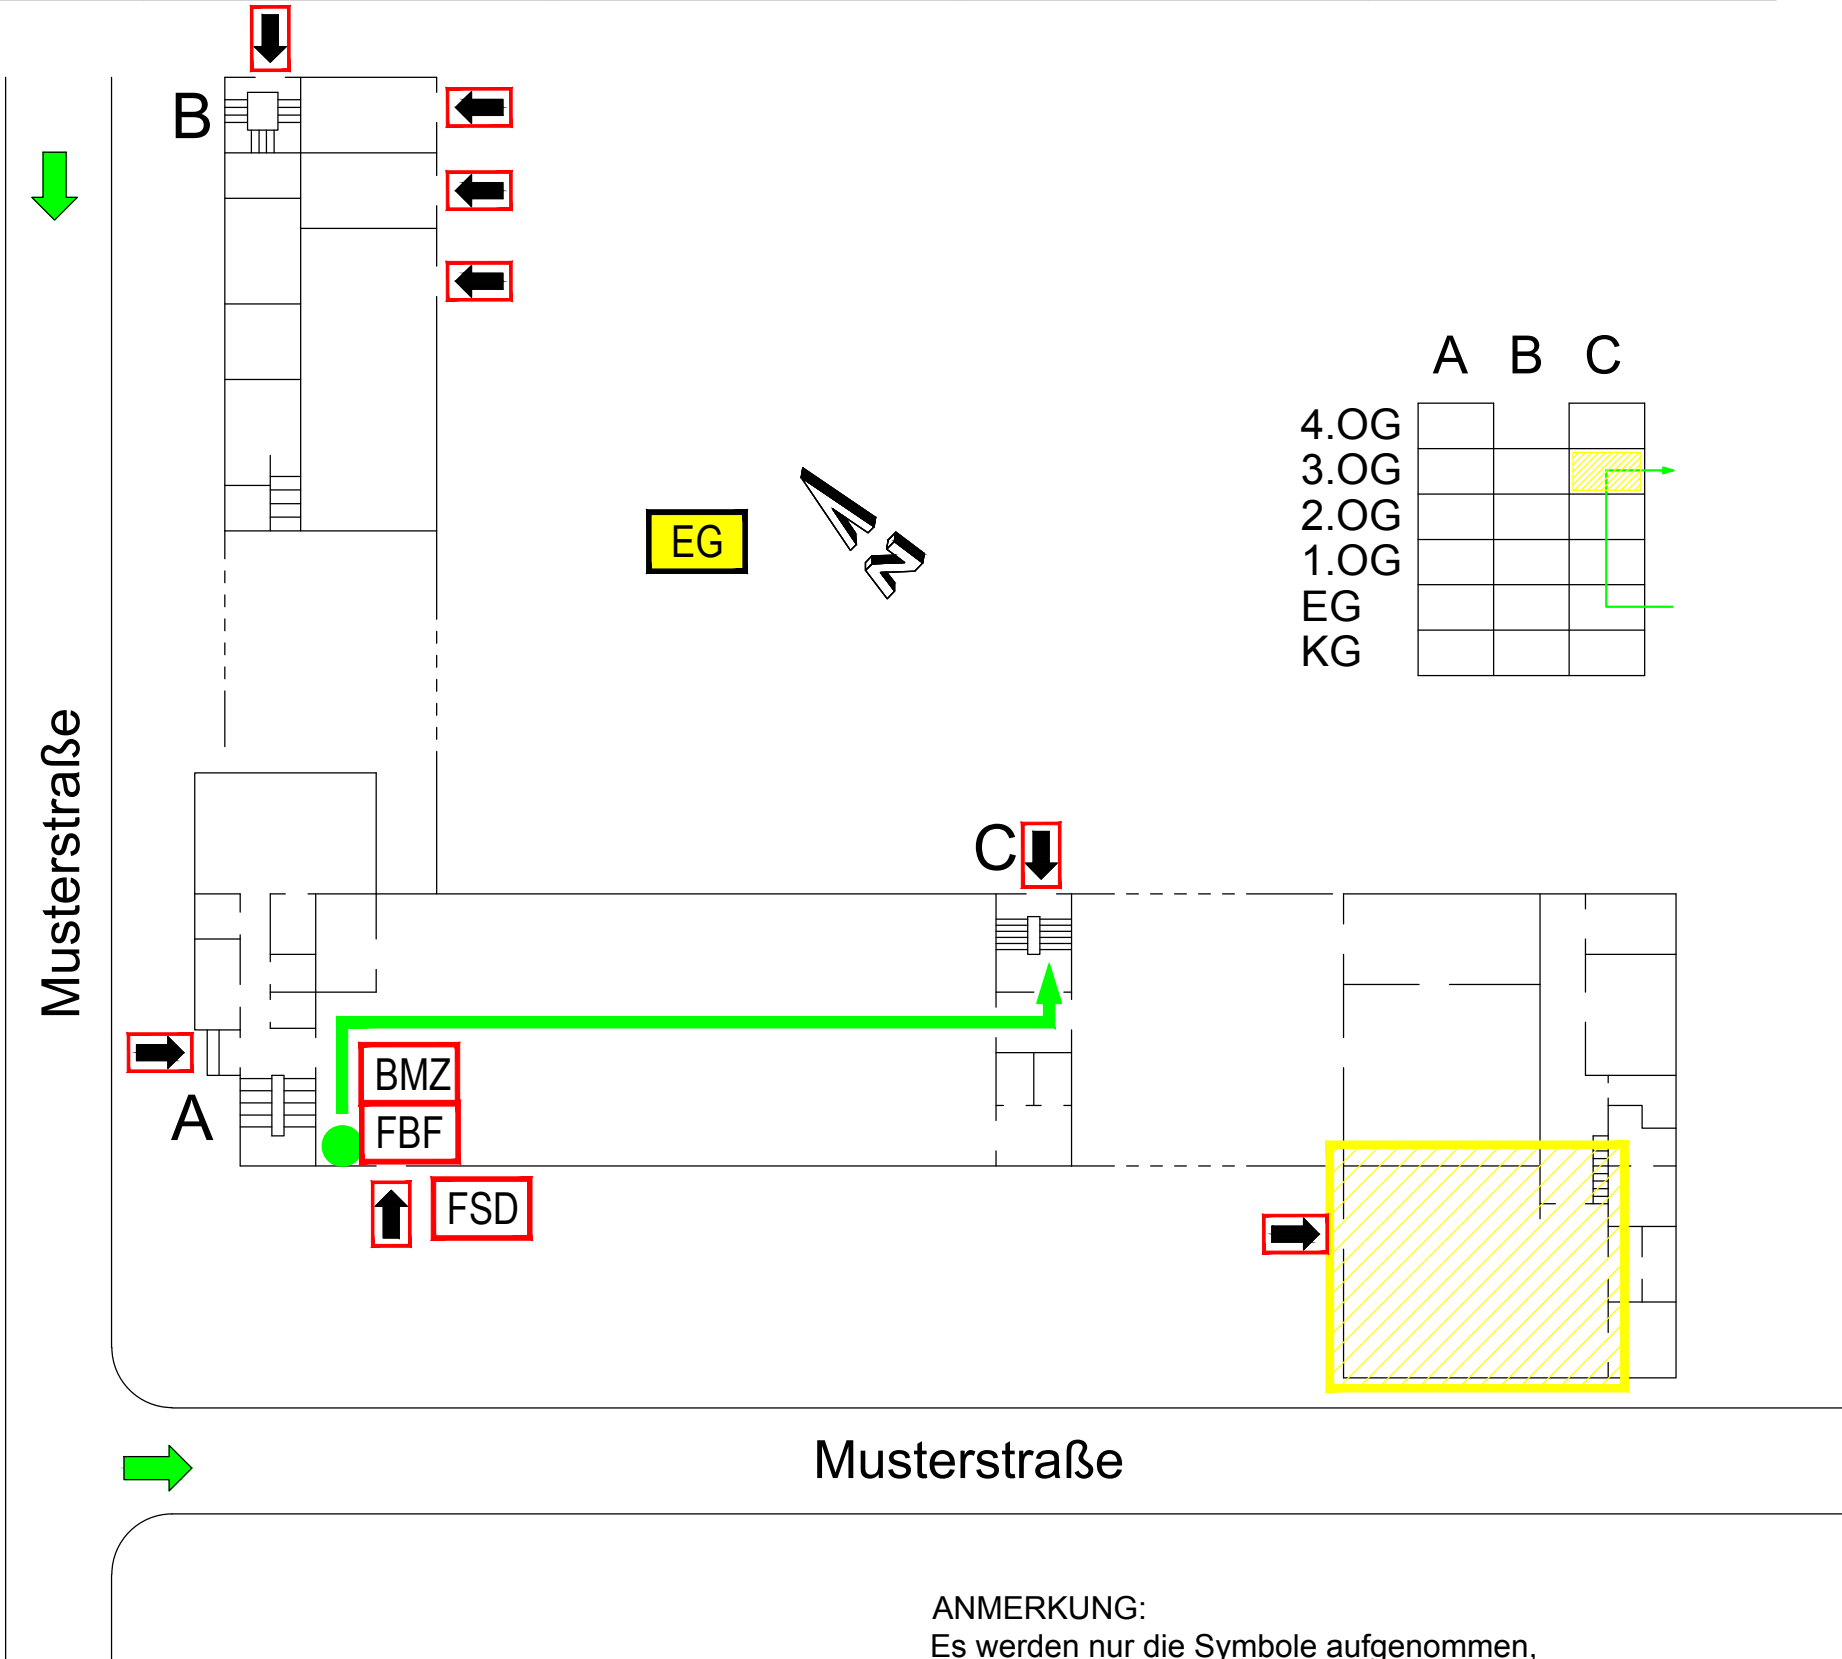 B
A B C
4.OG
3.OG
2.OG
1.OG
EG
KG
EG
N
Musterstraße
C
BMZ
A
FBF
FSD
Musterstraße
ANMERKUNG:
Es werden nur die Symbole aufgenommen,